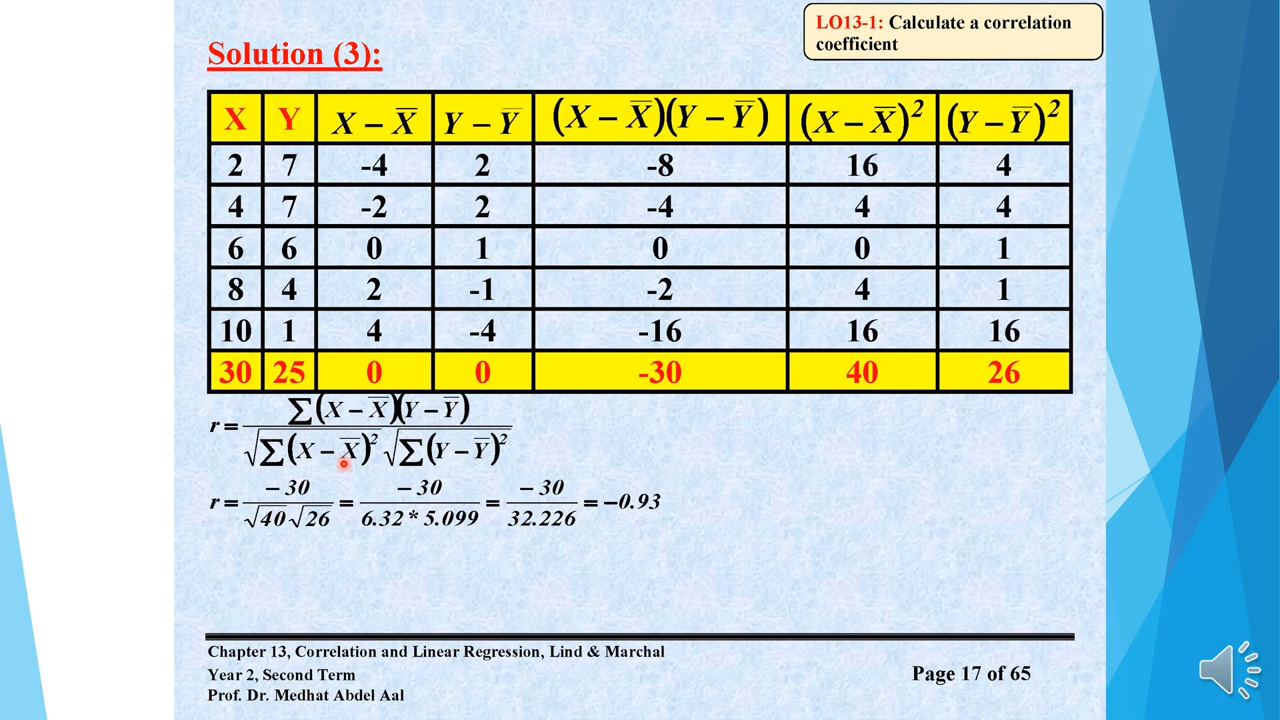 LO13-1: Calculate a correlation
coefficient
Solution (3):
X Y X – X̅ Y – Y̅ (X – X̅)(Y – Y̅) (X – X̅)² (Y – Y̅)²
2 7 -4 2 -8 16 4
4 7 -2 2 -4 4 4
6 6 0 1 0 0 1
8 4 2 -1 -2 4 1
10 1 4 -4 -16 16 16
30 25 0 0 -30 40 26
r = ∑(X – X̅)(Y – Y̅) / √∑(X – X̅)² √∑(Y – Y̅)²
r = – 30 / √40 √26 = – 30 / 6.32 * 5.099 = – 30 / 32.226 = –0.93
Chapter 13, Correlation and Linear Regression, Lind & Marchal
Year 2, Second Term
Page 17 of 65
Prof. Dr. Medhat Abdel Aal